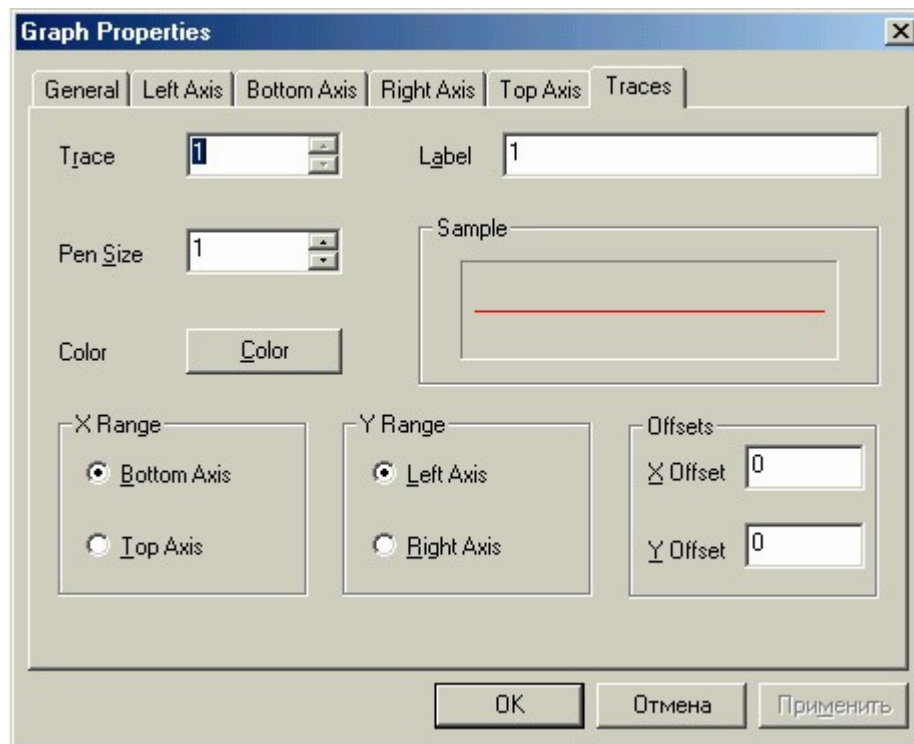 Graph Properties
General Left Axis Bottom Axis Right Axis Top Axis Traces
Trace 1 Label 1
Pen Size 1 Sample
Color Color
X Range Y Range Offsets
Bottom Axis Left Axis X Offset 0
Top Axis Right Axis Y Offset 0
OK Отмена Применить